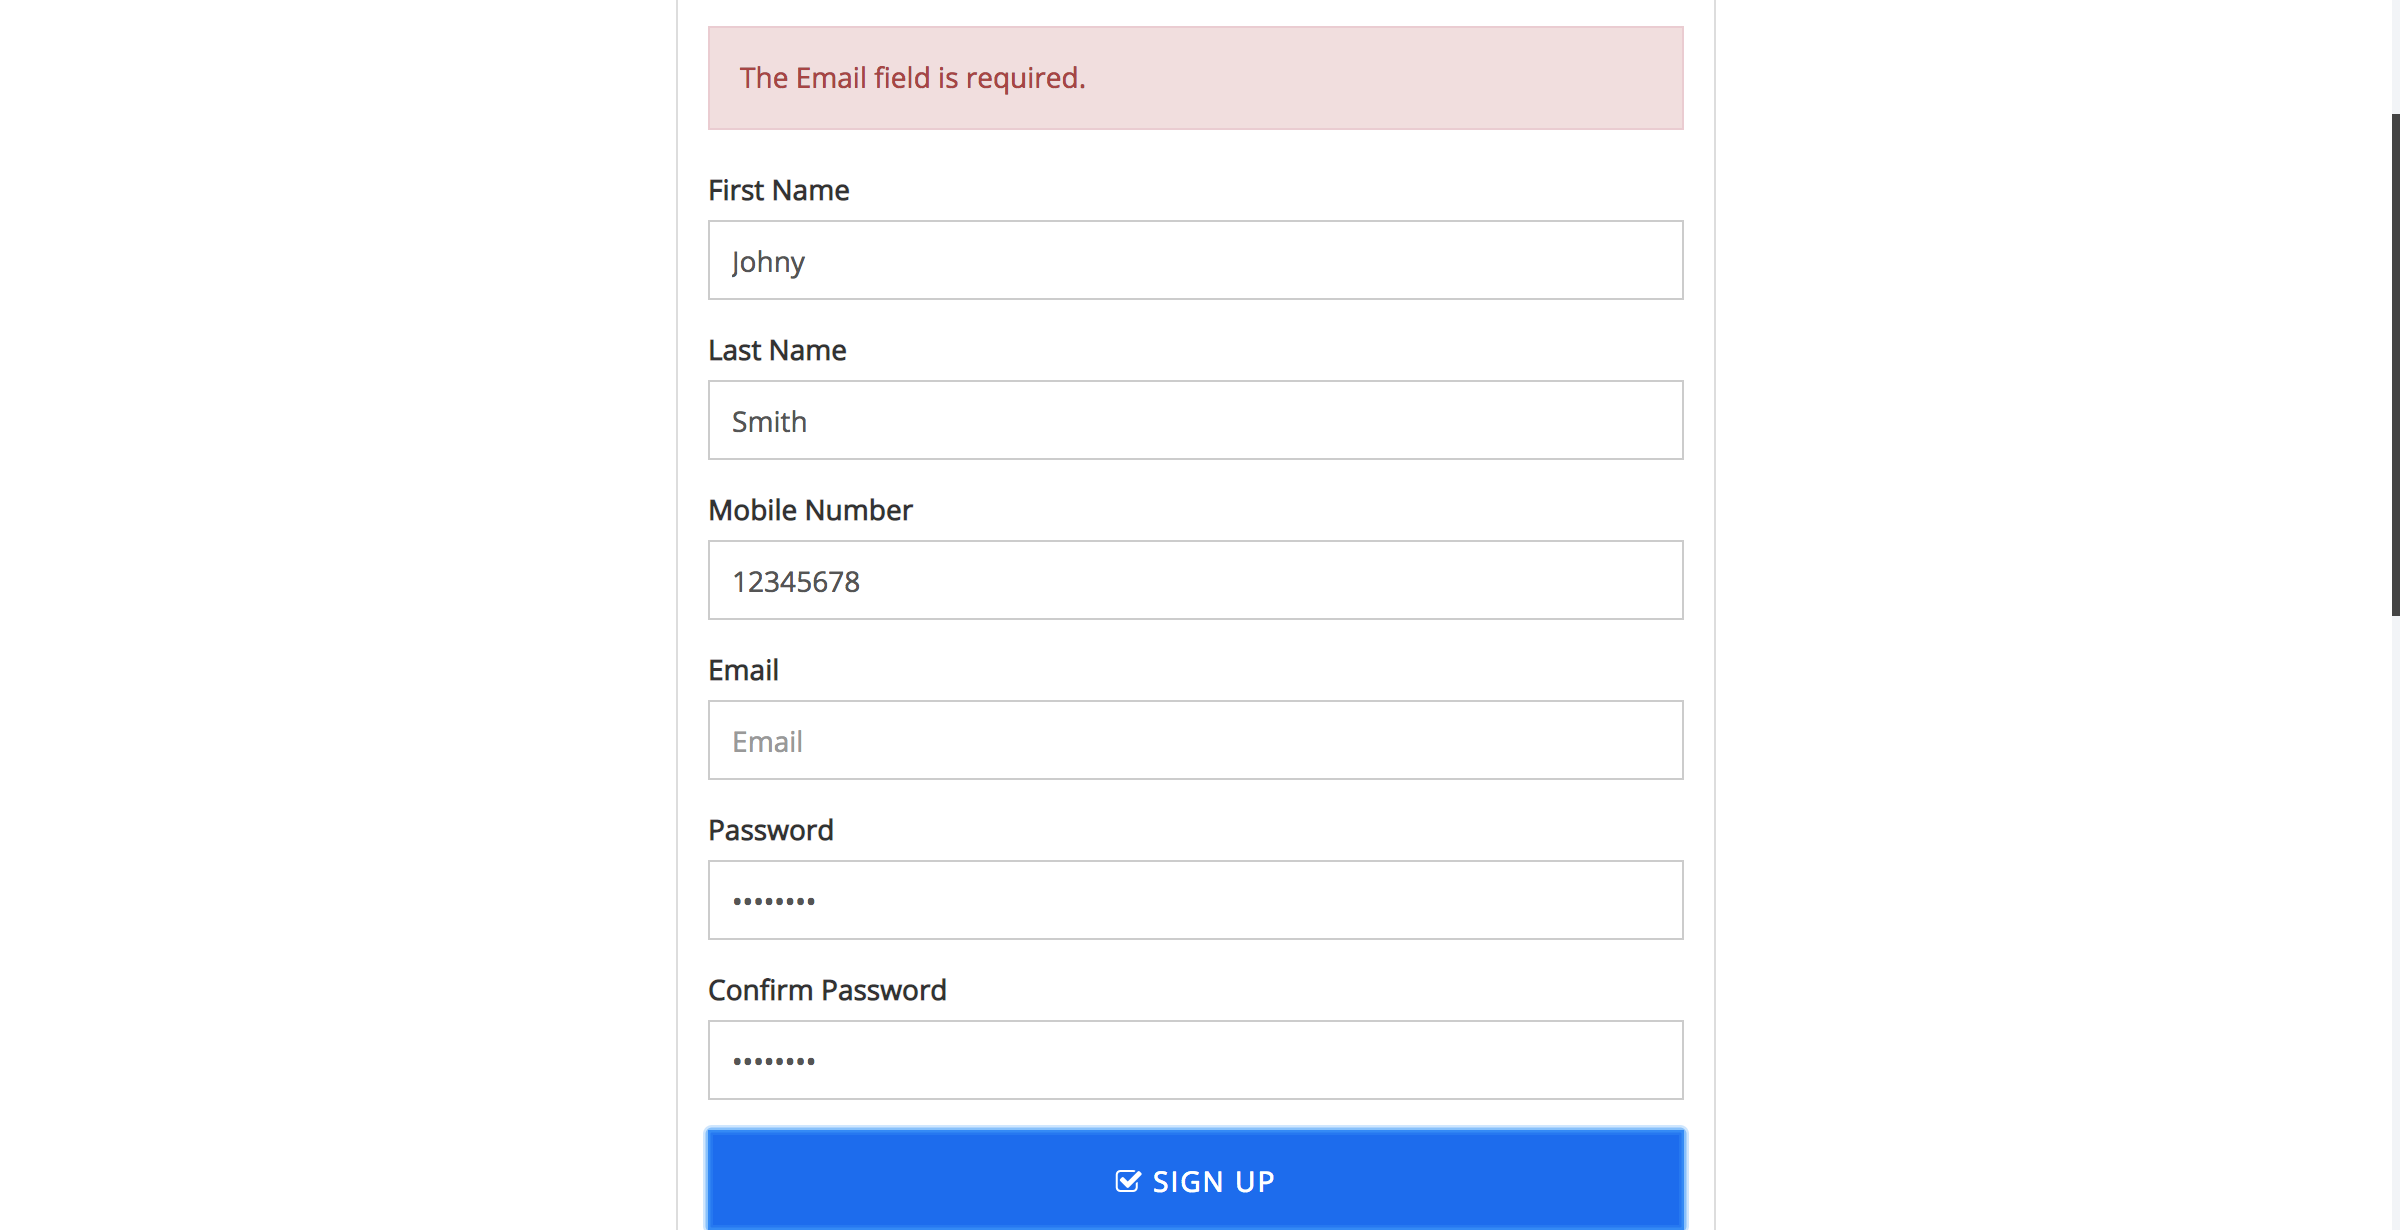 The Email field is required.
First Name
Johny
Last Name
Smith
Mobile Number
12345678
Email
Email
Password
••••••••
Confirm Password
••••••••
SIGN UP